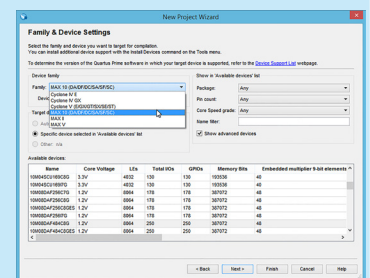 New Project Wizard
Family & Device Settings
Select the family and device you want to target for compilation.
You can install additional device support with the Install Devices command on the Tools menu.
To determine the version of the Quartus Prime software in which your target device is supported, refer to the Device Support List webpage.
Device family
Family: MAX 10 (DA/DF/DC/SA/SF/SC)
Cyclone IV E
Cyclone IV GX
Cyclone V (E/GX/GT/SX/SE/ST)
MAX 10 (DA/DF/DC/SA/SF/SC)
MAX II
MAX V
Specific device selected in 'Available devices' list
Other: n/a
Show in 'Available devices' list
Package: Any
Pin count: Any
Core Speed grade: Any
Name filter:
Show advanced devices
Available devices:
Name Core Voltage LEs Total I/Os GPIOs Memory Bits Embedded multiplier 9-bit elements
10M04SCU169C8G 3.3V 4032 130 130 193536 40
10M04SCU169I7G 3.3V 4032 130 130 193536 40
10M08DAF256C7G 1.2V 8064 178 178 387072 48
10M08DAF256C8G 1.2V 8064 178 178 387072 48
10M08DAF256C8GES 1.2V 8064 178 178 387072 48
10M08DAF256I7G 1.2V 8064 178 178 387072 48
10M08DAF484C8G 1.2V 8064 250 250 387072 48
10M08DAF484C8GES 1.2V 8064 250 250 387072 48
< Back Next > Finish Cancel Help